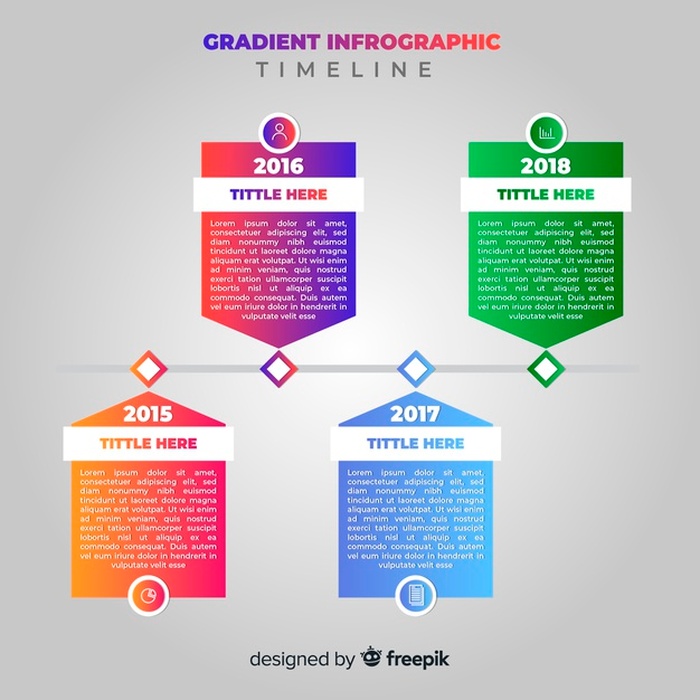 GRADIENT INFROGRAPHIC
TIMELINE
2016
TITTLE HERE
Lorem ipsum dolor sit amet,
consectetuer adipiscing elit, sed
diam nonummy nibh euismod
tincidunt ut laoreet dolore magna
aliquam erat volutpat. Ut wisi enim
ad minim veniam, quis nostrud
exerci tation ullamcorper suscipit
lobortis nisl ut aliquip ex ea
commodo consequat. Duis autem
vel eum iriure dolor in hendrerit in
vulputate velit esse
2018
TITTLE HERE
Lorem ipsum dolor sit amet,
consectetuer adipiscing elit, sed
diam nonummy nibh euismod
tincidunt ut laoreet dolore magna
aliquam erat volutpat. Ut wisi enim
ad minim veniam, quis nostrud
exerci tation ullamcorper suscipit
lobortis nisl ut aliquip ex ea
commodo consequat. Duis autem
vel eum iriure dolor in hendrerit in
vulputate velit esse
2015
TITTLE HERE
Lorem ipsum dolor sit amet,
consectetuer adipiscing elit, sed
diam nonummy nibh euismod
tincidunt ut laoreet dolore magna
aliquam erat volutpat. Ut wisi enim
ad minim veniam, quis nostrud
exerci tation ullamcorper suscipit
lobortis nisl ut aliquip ex ea
commodo consequat. Duis autem
vel eum iriure dolor in hendrerit in
vulputate velit esse
2017
TITTLE HERE
Lorem ipsum dolor sit amet,
consectetuer adipiscing elit, sed
diam nonummy nibh euismod
tincidunt ut laoreet dolore magna
aliquam erat volutpat. Ut wisi enim
ad minim veniam, quis nostrud
exerci tation ullamcorper suscipit
lobortis nisl ut aliquip ex ea
commodo consequat. Duis autem
vel eum iriure dolor in hendrerit in
vulputate velit esse
designed by freepik